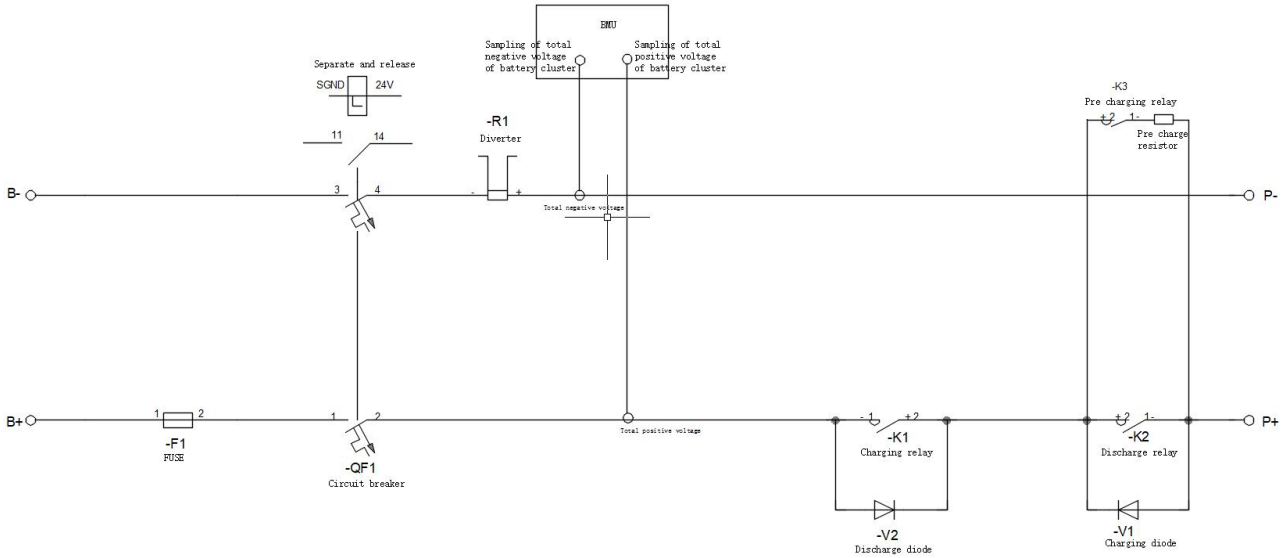 BMU
Sampling of total
negative voltage
of battery cluster
Sampling of total
positive voltage
of battery cluster
Separate and release
SGND
24V
-K3
Pre charging relay
+ 2
1-
Pre charge
resistor
-R1
Diverter
11
14
B-
3
4
-
+
Total negative voltage
P-
B+
1
2
-F1
FUSE
1
2
-QF1
Circuit breaker
Total positive voltage
- 1
+ 2
-K1
Charging relay
+2
1-
-K2
Discharge relay
P+
-V2
Discharge diode
-V1
Charging diode